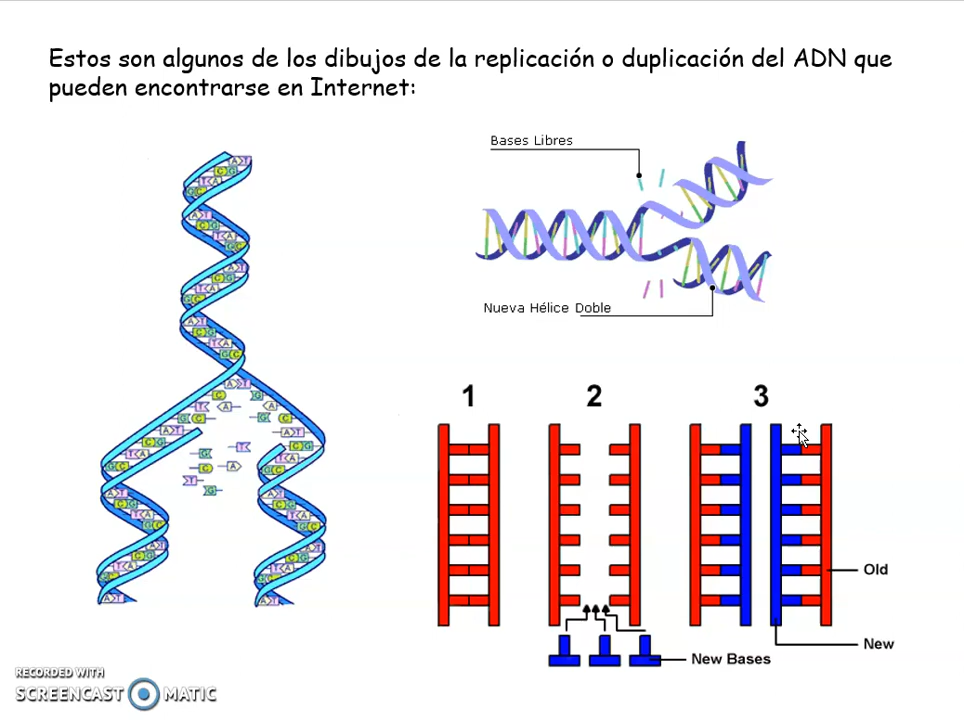 Estos son algunos de los dibujos de la replicación o duplicación del ADN que
pueden encontrarse en Internet:
Bases Libres
Nueva Hélice Doble
1
2
3
Old
New
New Bases
RECORDED WITH
SCREENCAST MATIC